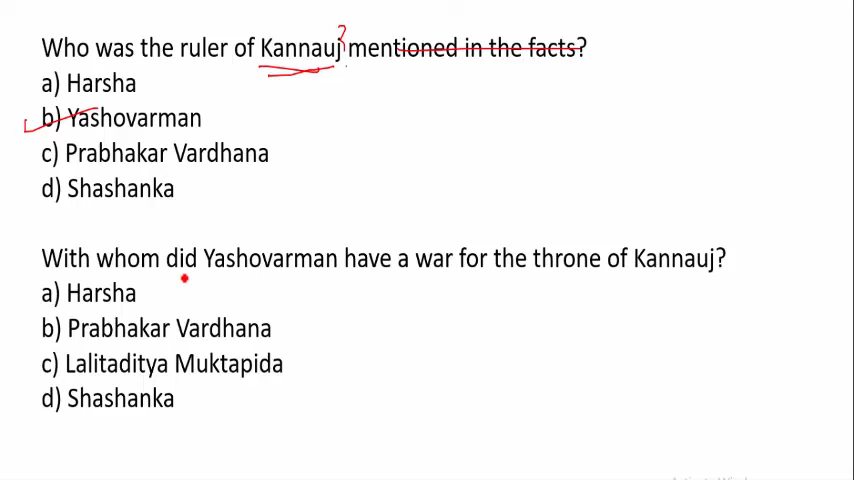 Who was the ruler of Kannauj? mentioned in the facts?
a) Harsha
b) Yashovarman
c) Prabhakar Vardhana
d) Shashanka
With whom did Yashovarman have a war for the throne of Kannauj?
a) Harsha
b) Prabhakar Vardhana
c) Lalitaditya Muktapida
d) Shashanka